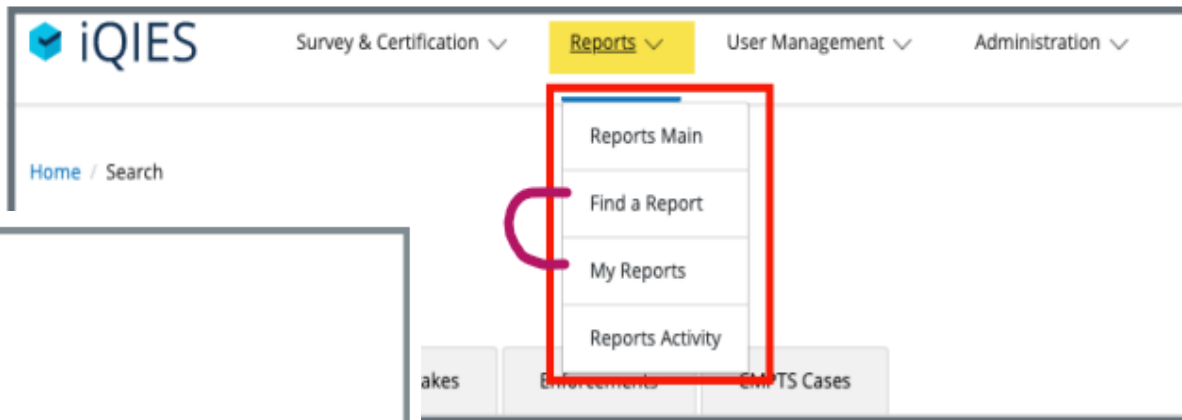 iQIES Survey & Certification Reports User Management Administration
Reports Main
Home / Search
Find a Report
My Reports
Reports Activity
akes Enforcements CMPTS Cases